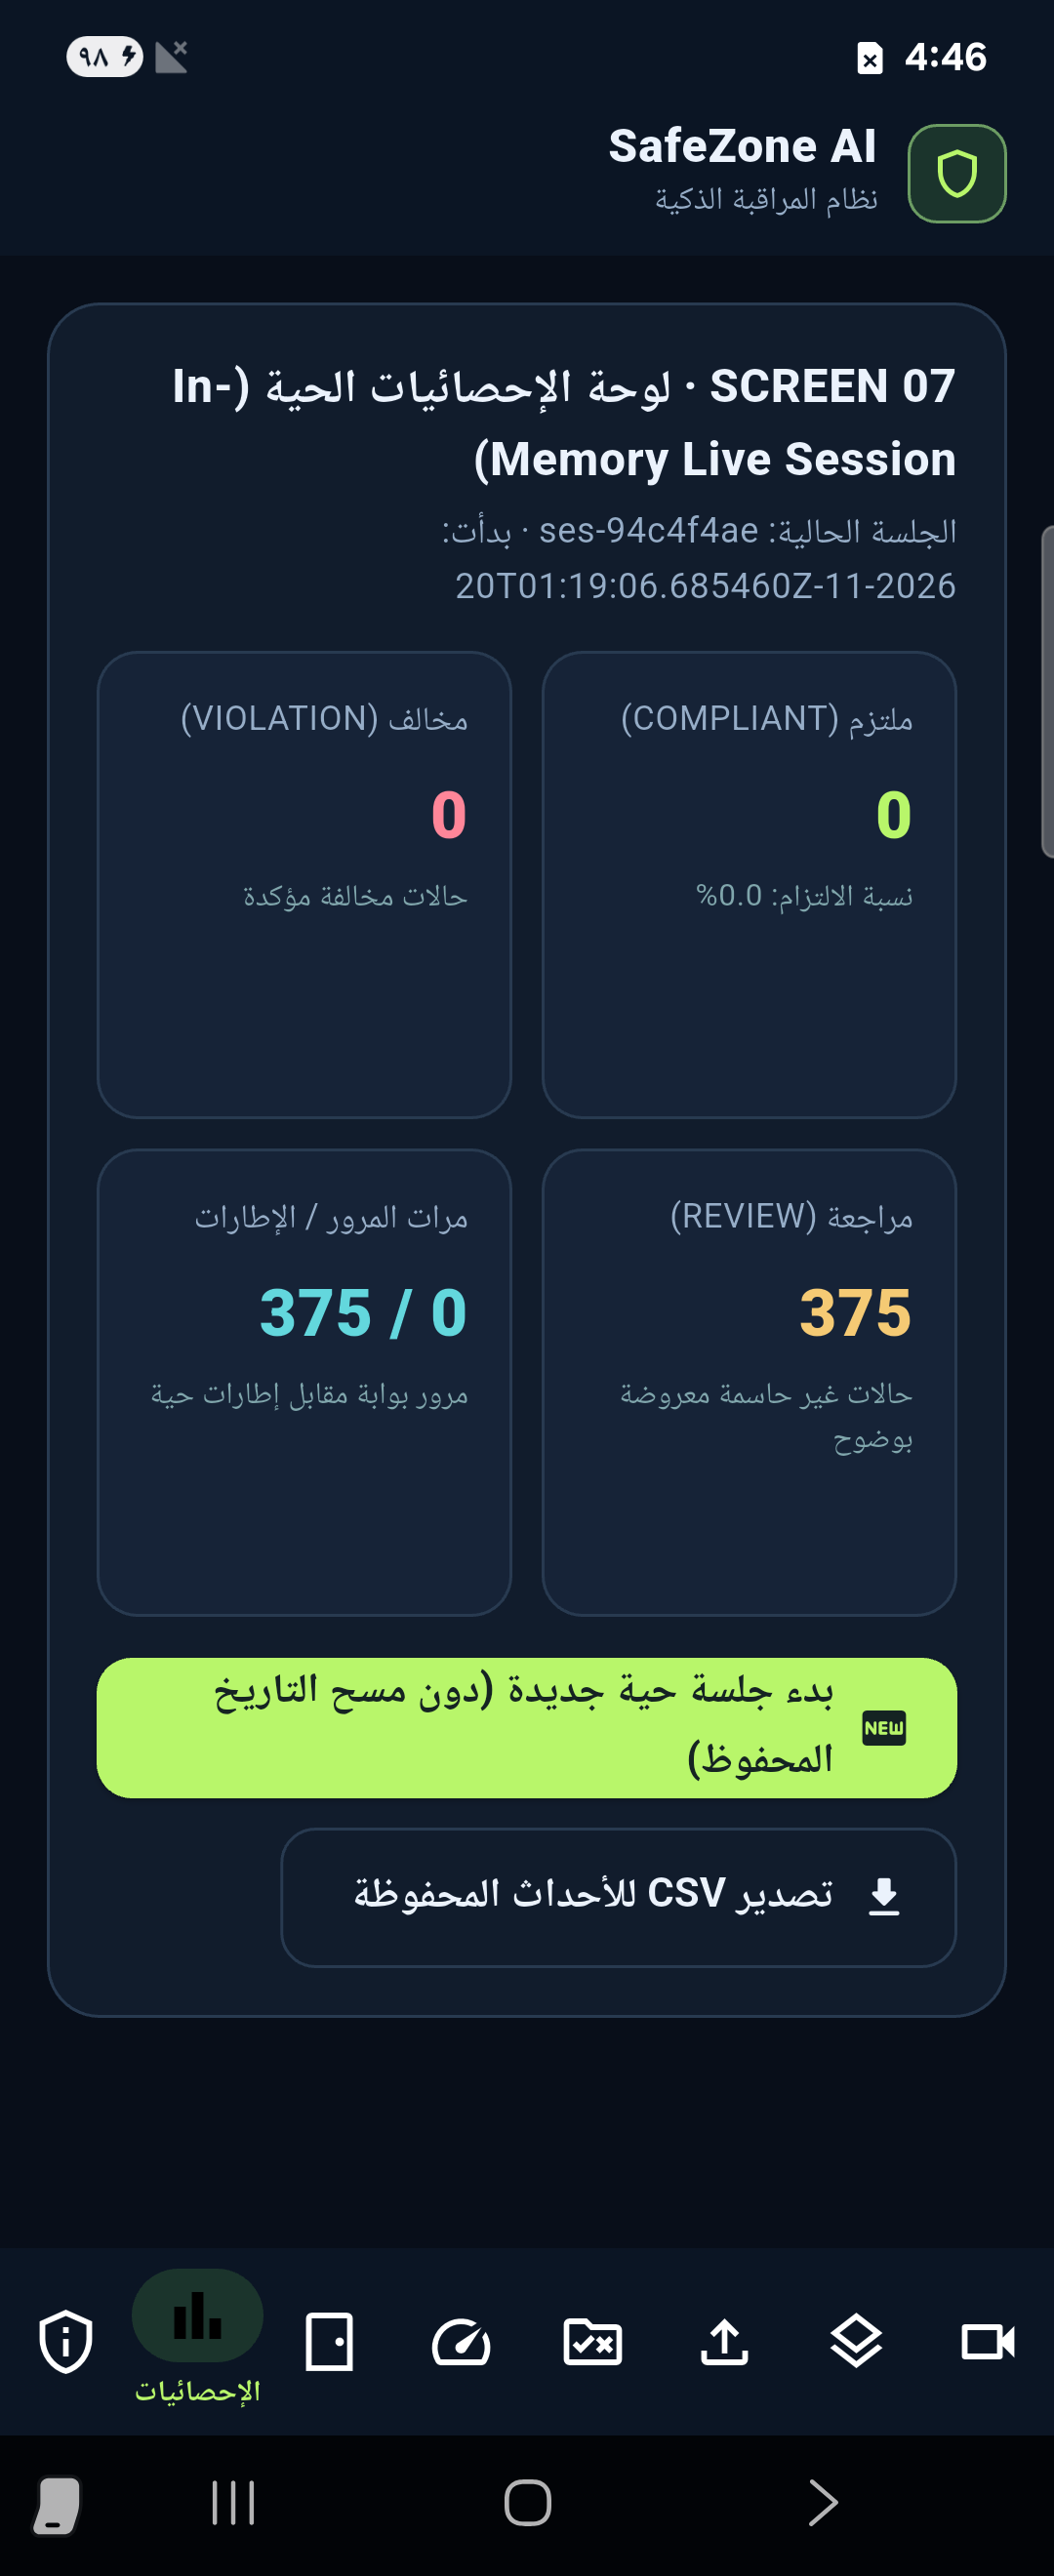 4:46
٩٨
SafeZone AI
نظام المراقبة الذكية
SCREEN 07 · لوحة الإحصائيات الحية (In-
Memory Live Session)
الجلسة الحالية: ses-94c4f4ae · بدأت:
20T01:19:06.685460Z-11-2026
ملتزم (COMPLIANT)
0
نسبة الالتزام: 0.0%
مخالف (VIOLATION)
0
حالات مخالفة مؤكدة
مراجعة (REVIEW)
375
حالات غير حاسمة معروضة
بوضوح
مرات المرور / الإطارات
0 / 375
مرور بوابة مقابل إطارات حية
NEW
بدء جلسة حية جديدة (دون مسح التاريخ
المحفوظ)
تصدير CSV للأحداث المحفوظة
الإحصائيات